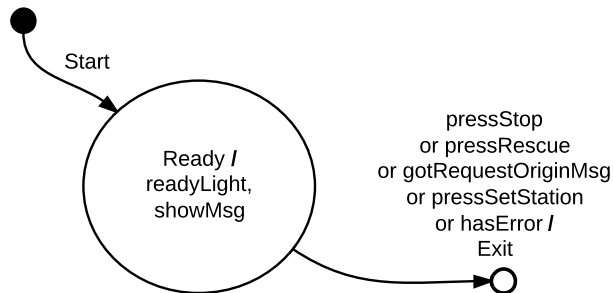 Start
Ready /
readyLight,
showMsg
pressStop
or pressRescue
or gotRequestOriginMsg
or pressSetStation
or hasError /
Exit